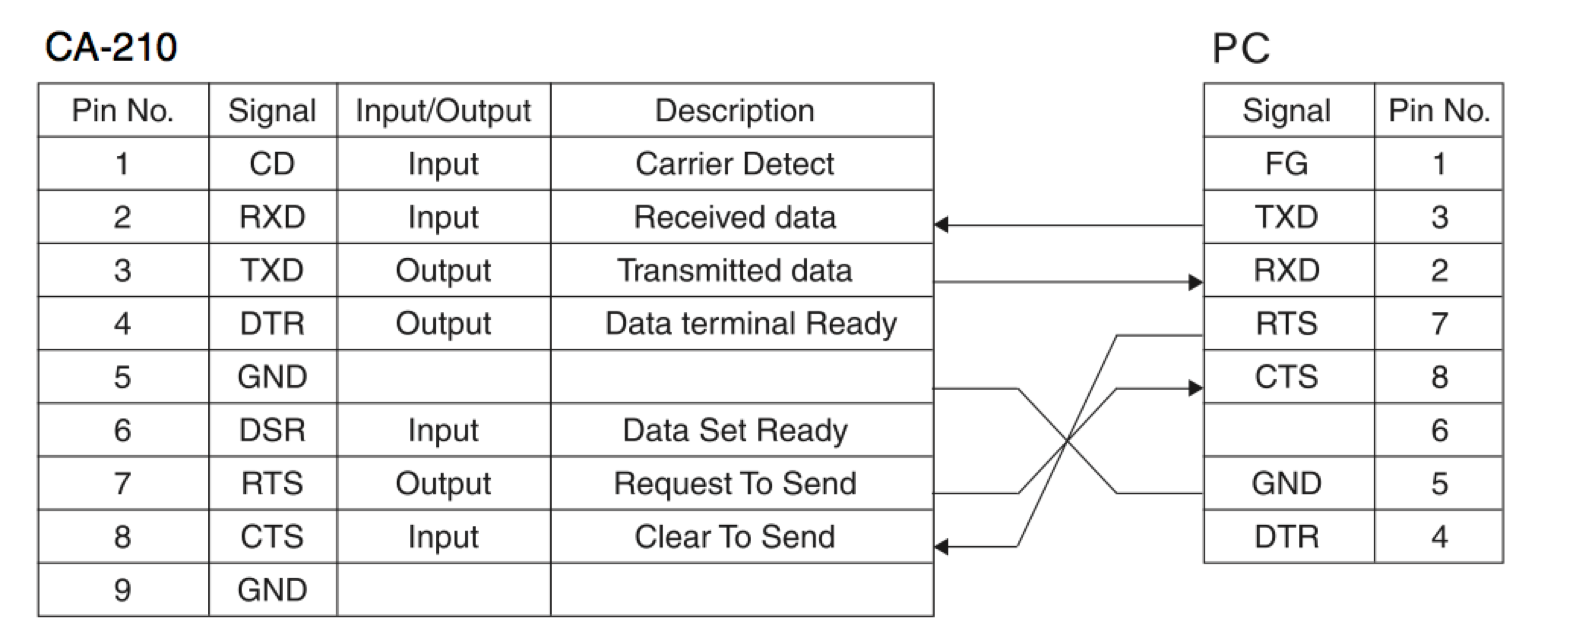 CA-210
PC
Pin No. Signal Input/Output Description
1 CD Input Carrier Detect
2 RXD Input Received data
3 TXD Output Transmitted data
4 DTR Output Data terminal Ready
5 GND
6 DSR Input Data Set Ready
7 RTS Output Request To Send
8 CTS Input Clear To Send
9 GND
Signal Pin No.
FG 1
TXD 3
RXD 2
RTS 7
CTS 8
6
GND 5
DTR 4